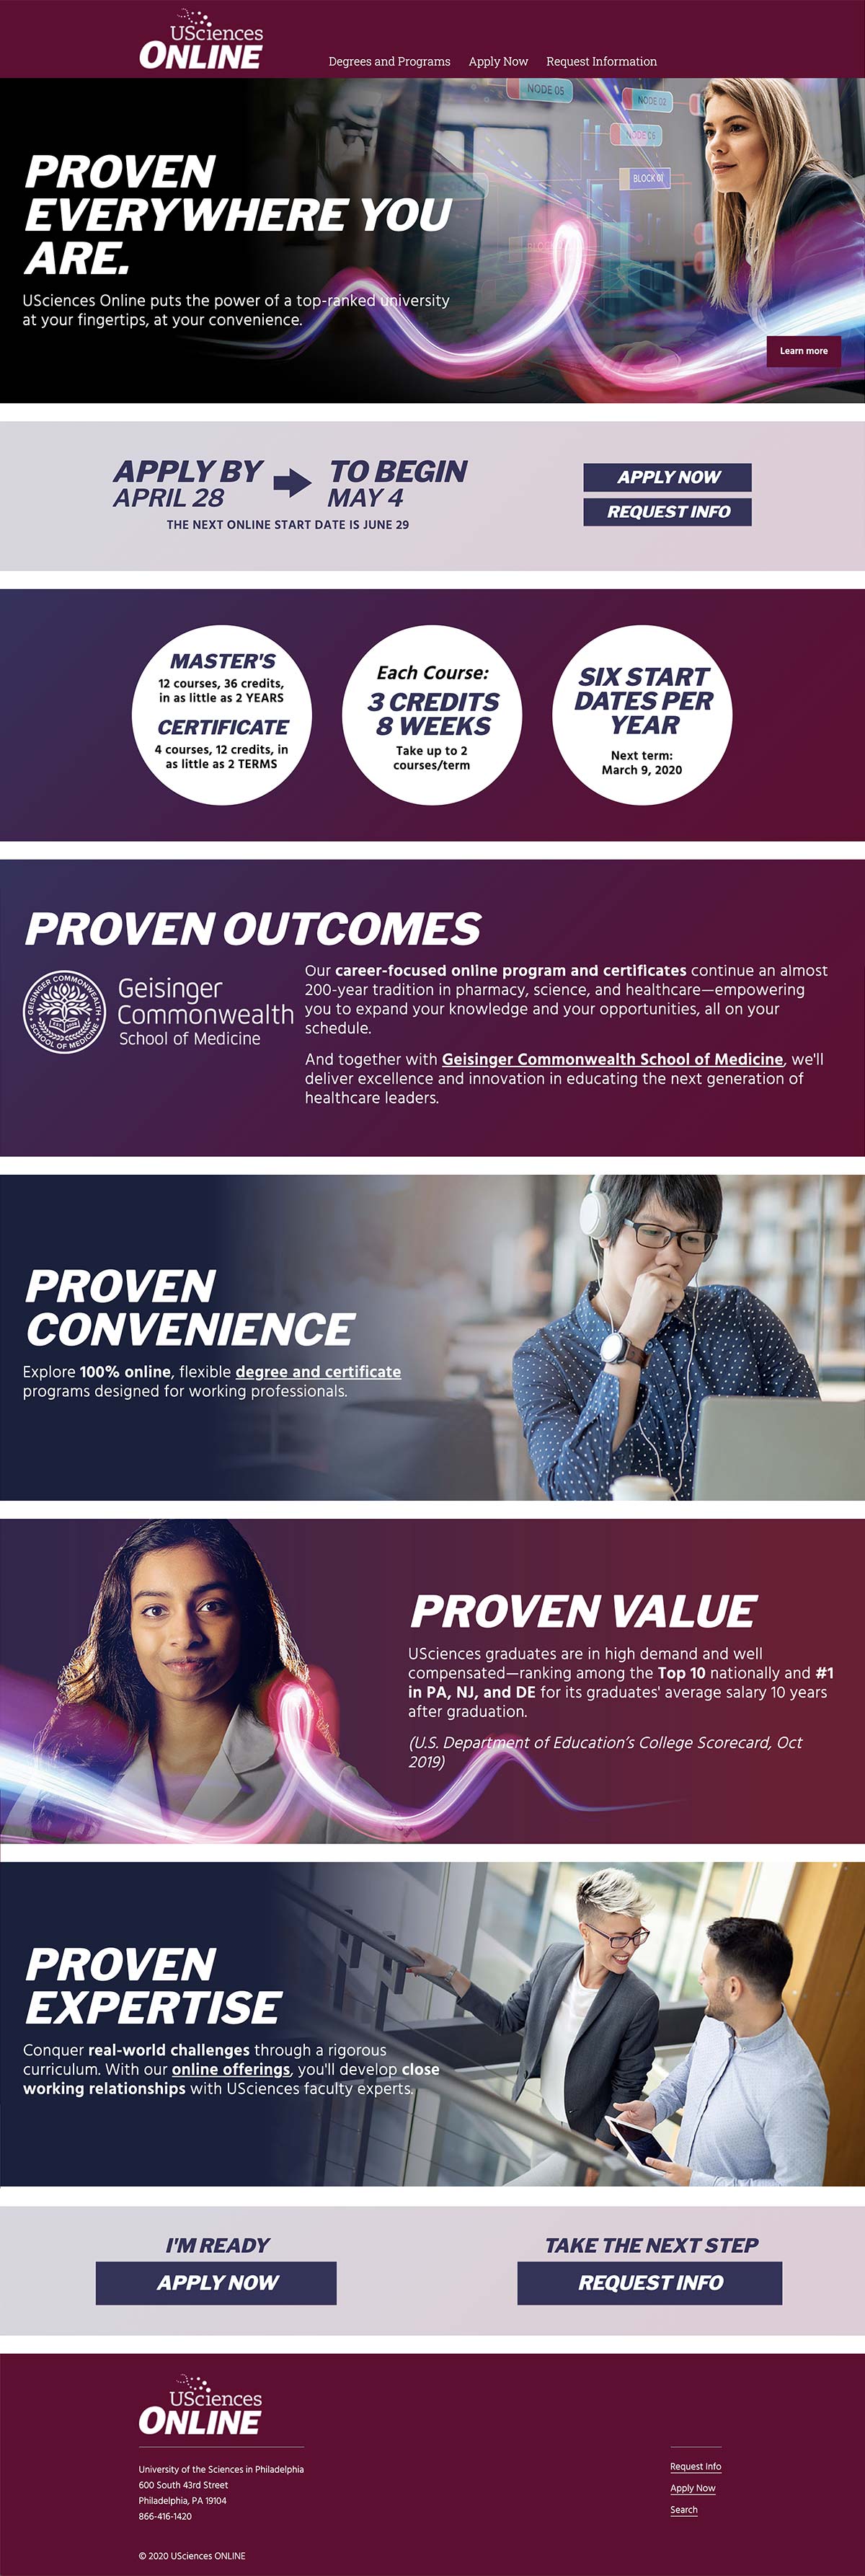 USciences
ONLINE
Degrees and Programs Apply Now Request Information
NODE 05
NODE 02
NODE C6
BLOCK 01
PROVEN
EVERYWHERE YOU
ARE.
USciences Online puts the power of a top-ranked university
at your fingertips, at your convenience.
Learn more
APPLY BY
APRIL 28
TO BEGIN
MAY 4
THE NEXT ONLINE START DATE IS JUNE 29
APPLY NOW
REQUEST INFO
MASTER'S
12 courses, 36 credits,
in as little as 2 YEARS
CERTIFICATE
4 courses, 12 credits, in
as little as 2 TERMS
Each Course:
3 CREDITS
8 WEEKS
Take up to 2
courses/term
SIX START
DATES PER
YEAR
Next term:
March 9, 2020
PROVEN OUTCOMES
GEISINGER COMMONWEALTH
SCHOOL OF MEDICINE
Geisinger
Commonwealth
School of Medicine
Our career-focused online program and certificates continue an almost
200-year tradition in pharmacy, science, and healthcare—empowering
you to expand your knowledge and your opportunities, all on your
schedule.
And together with Geisinger Commonwealth School of Medicine, we'll
deliver excellence and innovation in educating the next generation of
healthcare leaders.
PROVEN
CONVENIENCE
Explore 100% online, flexible degree and certificate
programs designed for working professionals.
PROVEN VALUE
USciences graduates are in high demand and well
compensated—ranking among the Top 10 nationally and #1
in PA, NJ, and DE for its graduates' average salary 10 years
after graduation.
(U.S. Department of Education’s College Scorecard, Oct
2019)
PROVEN
EXPERTISE
Conquer real-world challenges through a rigorous
curriculum. With our online offerings, you'll develop close
working relationships with USciences faculty experts.
I'M READY
APPLY NOW
TAKE THE NEXT STEP
REQUEST INFO
USciences
ONLINE
University of the Sciences in Philadelphia
600 South 43rd Street
Philadelphia, PA 19104
866-416-1420
© 2020 USciences ONLINE
Request Info
Apply Now
Search